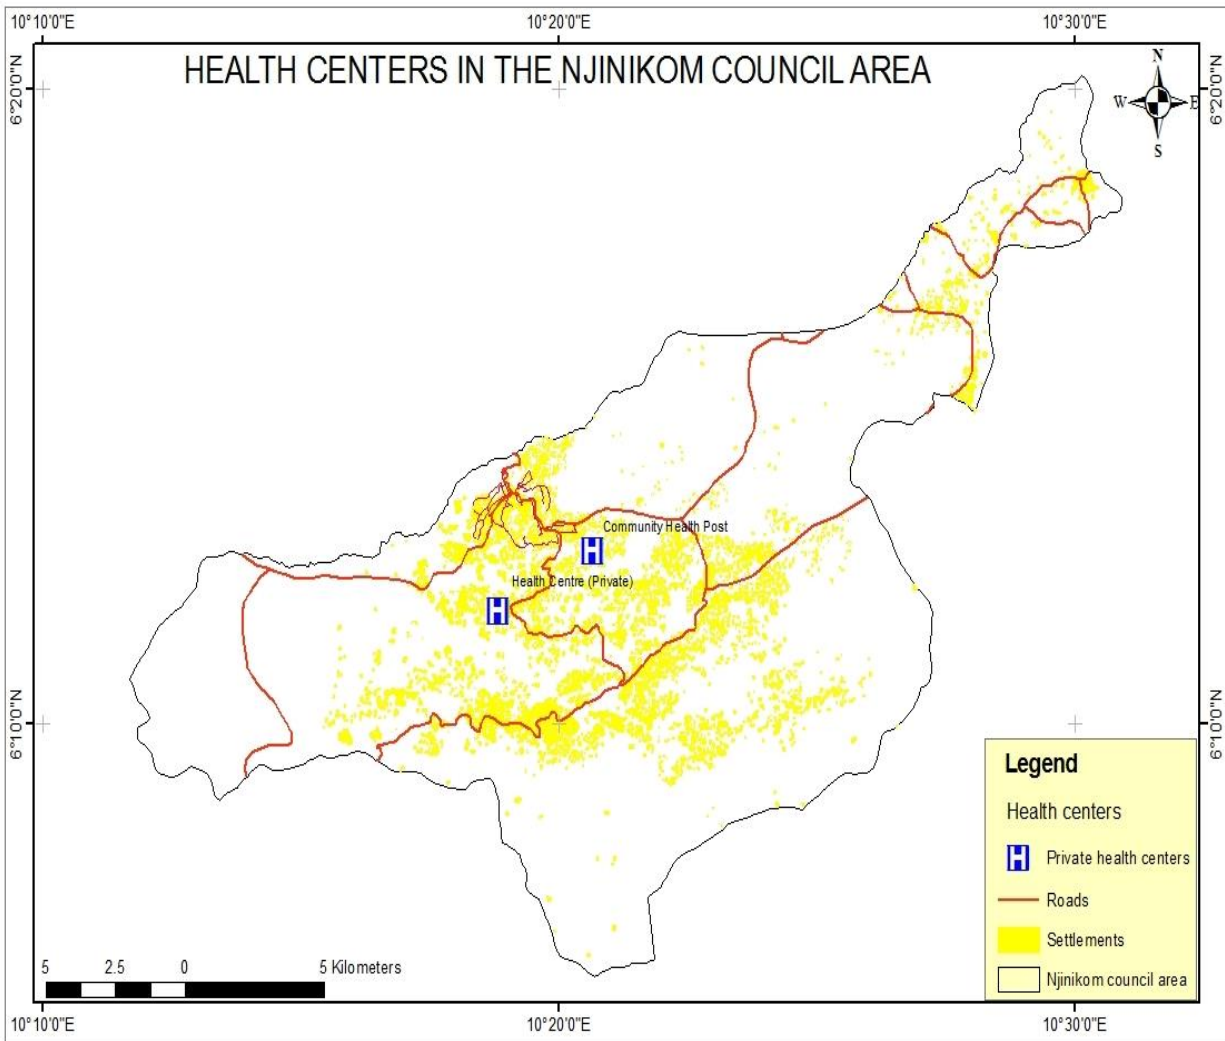 10°10'0"E 10°20'0"E 10°30'0"E
HEALTH CENTERS IN THE NJINIKOM COUNCIL AREA
N
W E
S
6°20'0"N 6°20'0"N
Community Health Post
H
Health Centre (Private)
H
6°10'0"N 6°10'0"N
Legend
Health centers
H Private health centers
Roads
Settlements
Njinikom council area
5 2.5 0 5 Kilometers
10°10'0"E 10°20'0"E 10°30'0"E